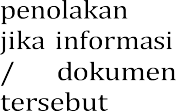 penolakan
jika informasi
/ dokumen
tersebut